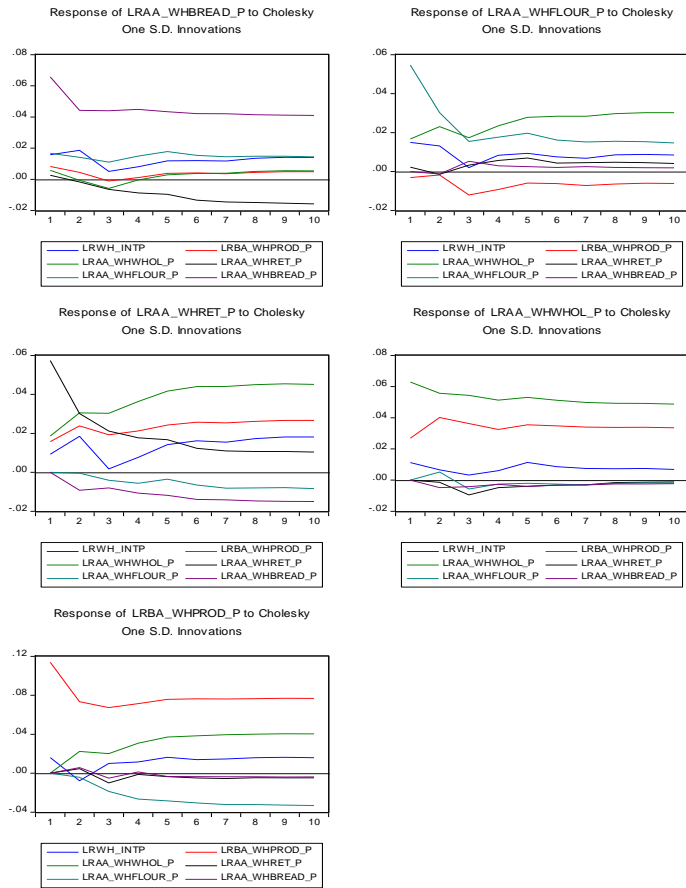 Response of LRAA_WHBREAD_P to Cholesky
One S.D. Innovations
.08
.06
.04
.02
.00
-.02
1 2 3 4 5 6 7 8 9 10
LRWH_INTP LRBA_WHPROD_P
LRAA_WHWHOL_P LRAA_WHRET_P
LRAA_WHFLOUR_P LRAA_WHBREAD_P
Response of LRAA_WHFLOUR_P to Cholesky
One S.D. Innovations
.06
.04
.02
.00
-.02
1 2 3 4 5 6 7 8 9 10
LRWH_INTP LRBA_WHPROD_P
LRAA_WHWHOL_P LRAA_WHRET_P
LRAA_WHFLOUR_P LRAA_WHBREAD_P
Response of LRAA_WHRET_P to Cholesky
One S.D. Innovations
.06
.04
.02
.00
-.02
1 2 3 4 5 6 7 8 9 10
LRWH_INTP LRBA_WHPROD_P
LRAA_WHWHOL_P LRAA_WHRET_P
LRAA_WHFLOUR_P LRAA_WHBREAD_P
Response of LRAA_WHWHOL_P to Cholesky
One S.D. Innovations
.08
.06
.04
.02
.00
-.02
1 2 3 4 5 6 7 8 9 10
LRWH_INTP LRBA_WHPROD_P
LRAA_WHWHOL_P LRAA_WHRET_P
LRAA_WHFLOUR_P LRAA_WHBREAD_P
Response of LRBA_WHPROD_P to Cholesky
One S.D. Innovations
.12
.08
.04
.00
-.04
1 2 3 4 5 6 7 8 9 10
LRWH_INTP LRBA_WHPROD_P
LRAA_WHWHOL_P LRAA_WHRET_P
LRAA_WHFLOUR_P LRAA_WHBREAD_P